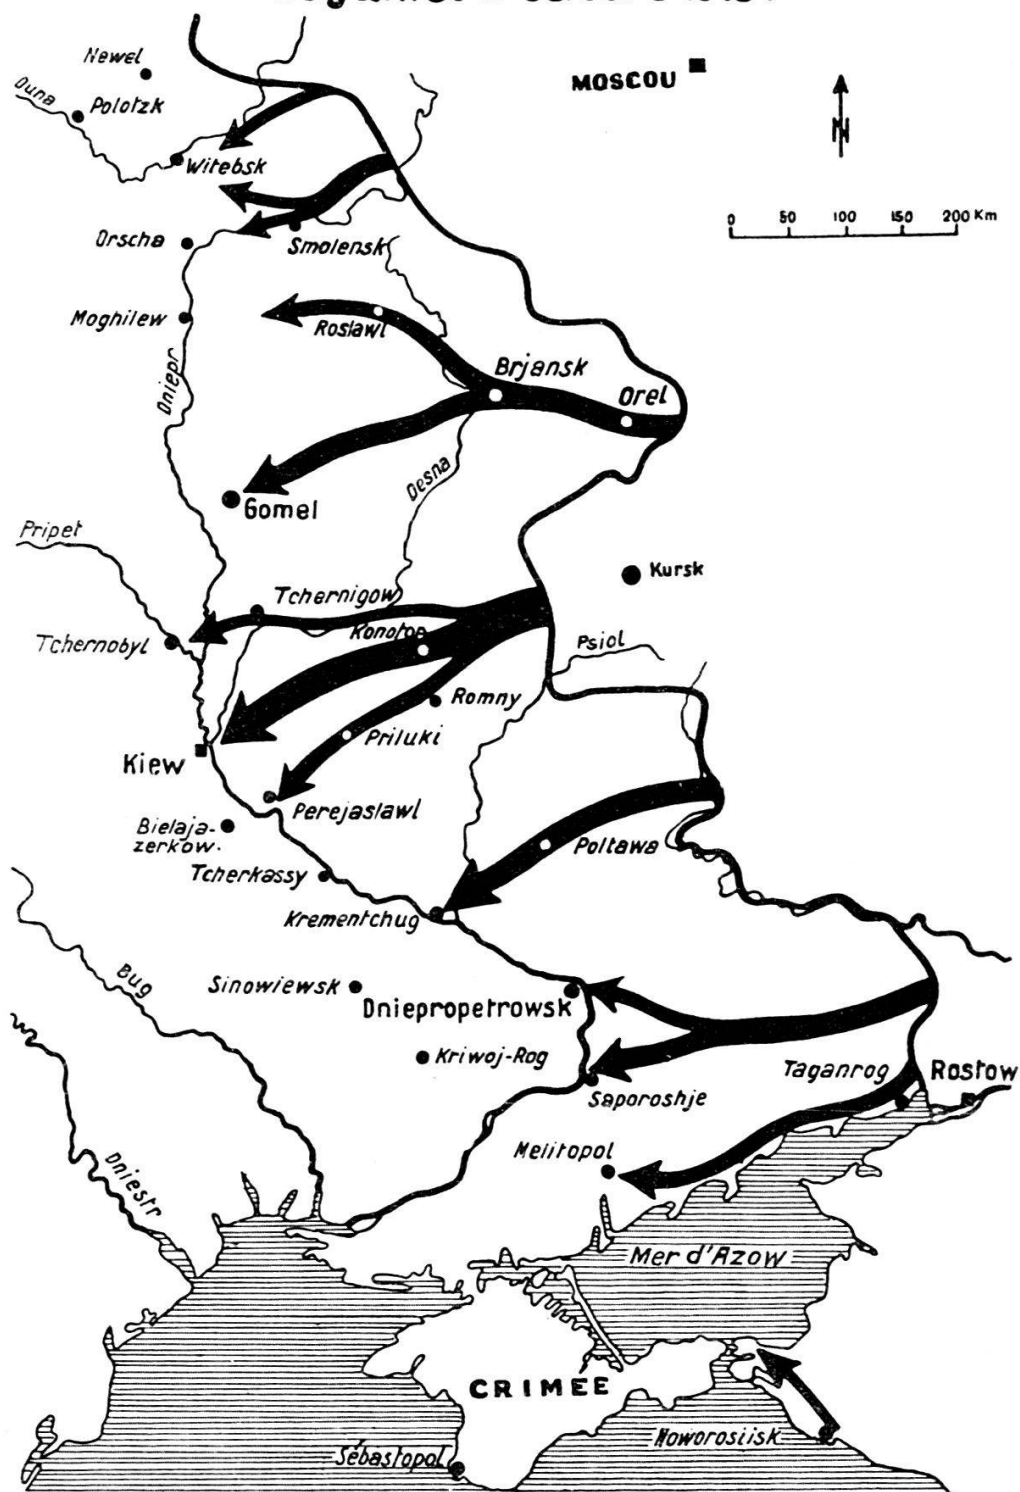 Newel
MOSCOU
Duna
Polotzk
N
Witebsk
0 50 100 150 200 Km
Orscha
Smolensk
Moghilew
Roslawl
Brjansk
Orel
Dniepr
Desna
Gomel
Pripet
Kursk
Tchernigow
Tchernobyl
Konotop
Psiol
Romny
Priluki
Kiew
Perejaslawl
Bielaja-
zerkow.
Poltawa
Tcherkassy
Krementchug
Bug
Sinowiewsk
Dniepropetrowsk
Kriwoj-Rog
Taganrog
Rostow
Saporoshje
Melitopol
Dniestr
Mer d'Azow
CRIMÉE
Noworosiisk
Sébastopol